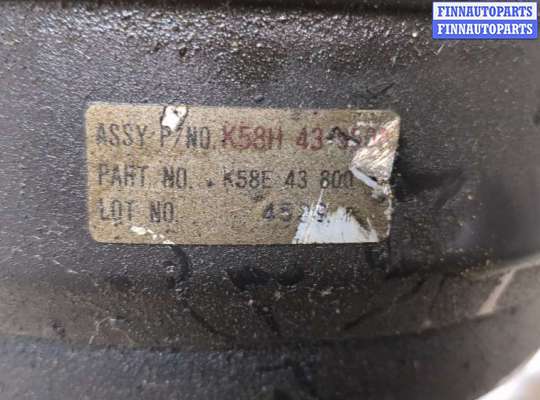 FINNAUTOPARTS
FINNAUTOPARTS
ASSY P/NO. K58H 43
PART NO. K58E 43 800
LOT NO.